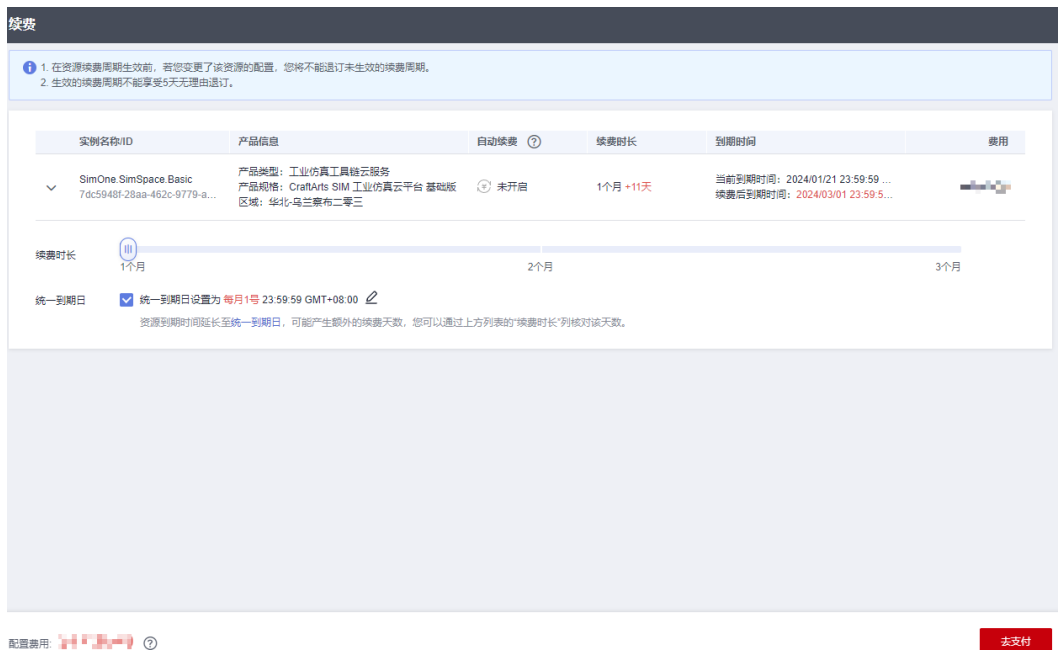 续费
1. 在资源续费周期生效前，若您变更了该资源的配置，您将不能退订未生效的续费周期。
2. 生效的续费周期不能享受5天无理由退订。
实例名称/ID 产品信息 自动续费 续费时长 到期时间 费用
SimOne.SimSpace.Basic
7dc5948f-28aa-462c-9779-a...
产品类型：工业仿真工具链云服务
产品规格：CraftArts SIM 工业仿真云平台 基础版
区域：华北-乌兰察布二零三
未开启
1个月 +11天
当前到期时间：2024/01/21 23:59:59 ...
续费后到期时间：2024/03/01 23:59:5...
续费时长
1个月 2个月 3个月
统一到期日 统一到期日设置为 每月1号 23:59:59 GMT+08:00
资源到期时间延长至统一到期日，可能产生额外的续费天数，您可以通过上方列表的“续费时长”列核对该天数。
配置费用:
去支付